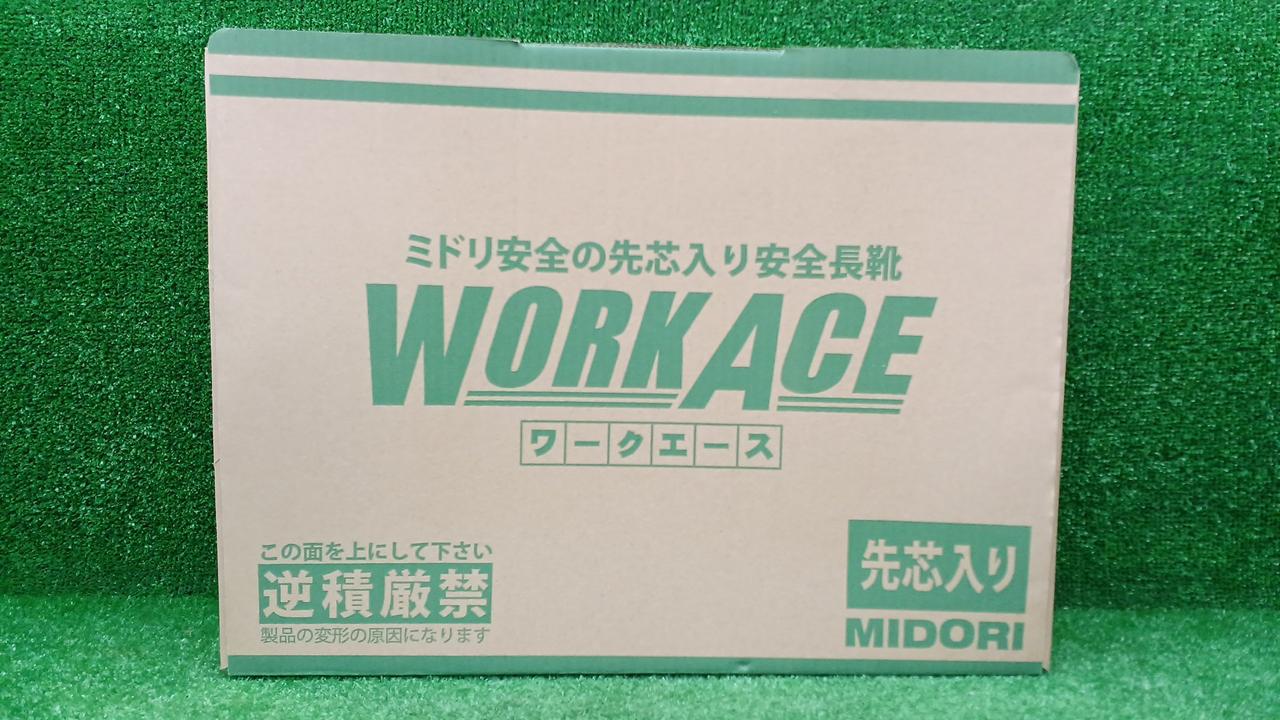 ミドリ安全の先芯入り安全長靴
WORKACE
ワークエース
この面を上にして下さい
逆積厳禁
製品の変形の原因になります
先芯入り
MIDORI